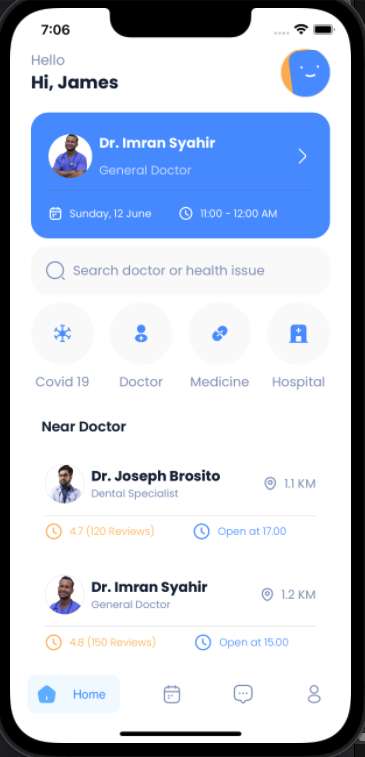 7:06
Hello
Hi, James
Dr. Imran Syahir
General Doctor
Sunday, 12 June 11:00 - 12:00 AM
Search doctor or health issue
Covid 19 Doctor Medicine Hospital
Near Doctor
Dr. Joseph Brosito
1.1 KM
Dental Specialist
4.7 (120 Reviews) Open at 17.00
Dr. Imran Syahir
1.2 KM
General Doctor
4.8 (150 Reviews) Open at 15.00
Home